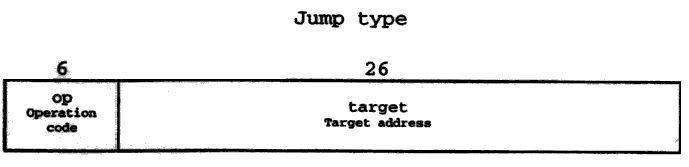 Jump type
6 26
op target
Operation Target address
code